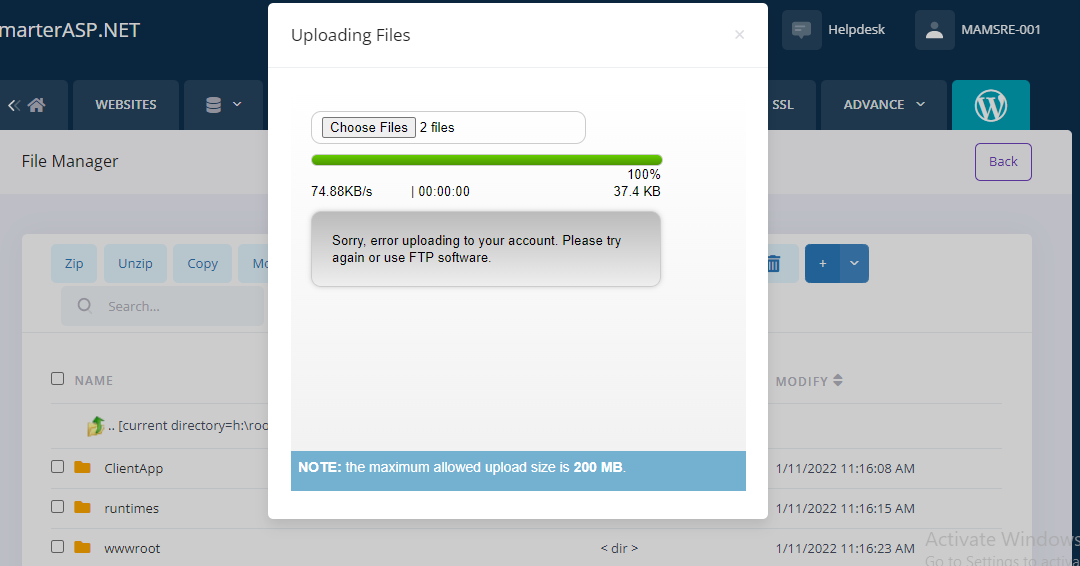 marterASP.NET
Uploading Files
×
Helpdesk
MAMSRE-001
WEBSITES
SSL
ADVANCE
File Manager
Back
Choose Files 2 files
100%
74.88KB/s | 00:00:00 37.4 KB
Sorry, error uploading to your account. Please try
again or use FTP software.
Zip
Unzip
Copy
Mo
+
Search...
NAME
MODIFY
.. [current directory=h:\roo
ClientApp 1/11/2022 11:16:08 AM
runtimes 1/11/2022 11:16:15 AM
wwwroot < dir > 1/11/2022 11:16:23 AM
NOTE: the maximum allowed upload size is 200 MB.
Activate Windows
Go to Settings to activa